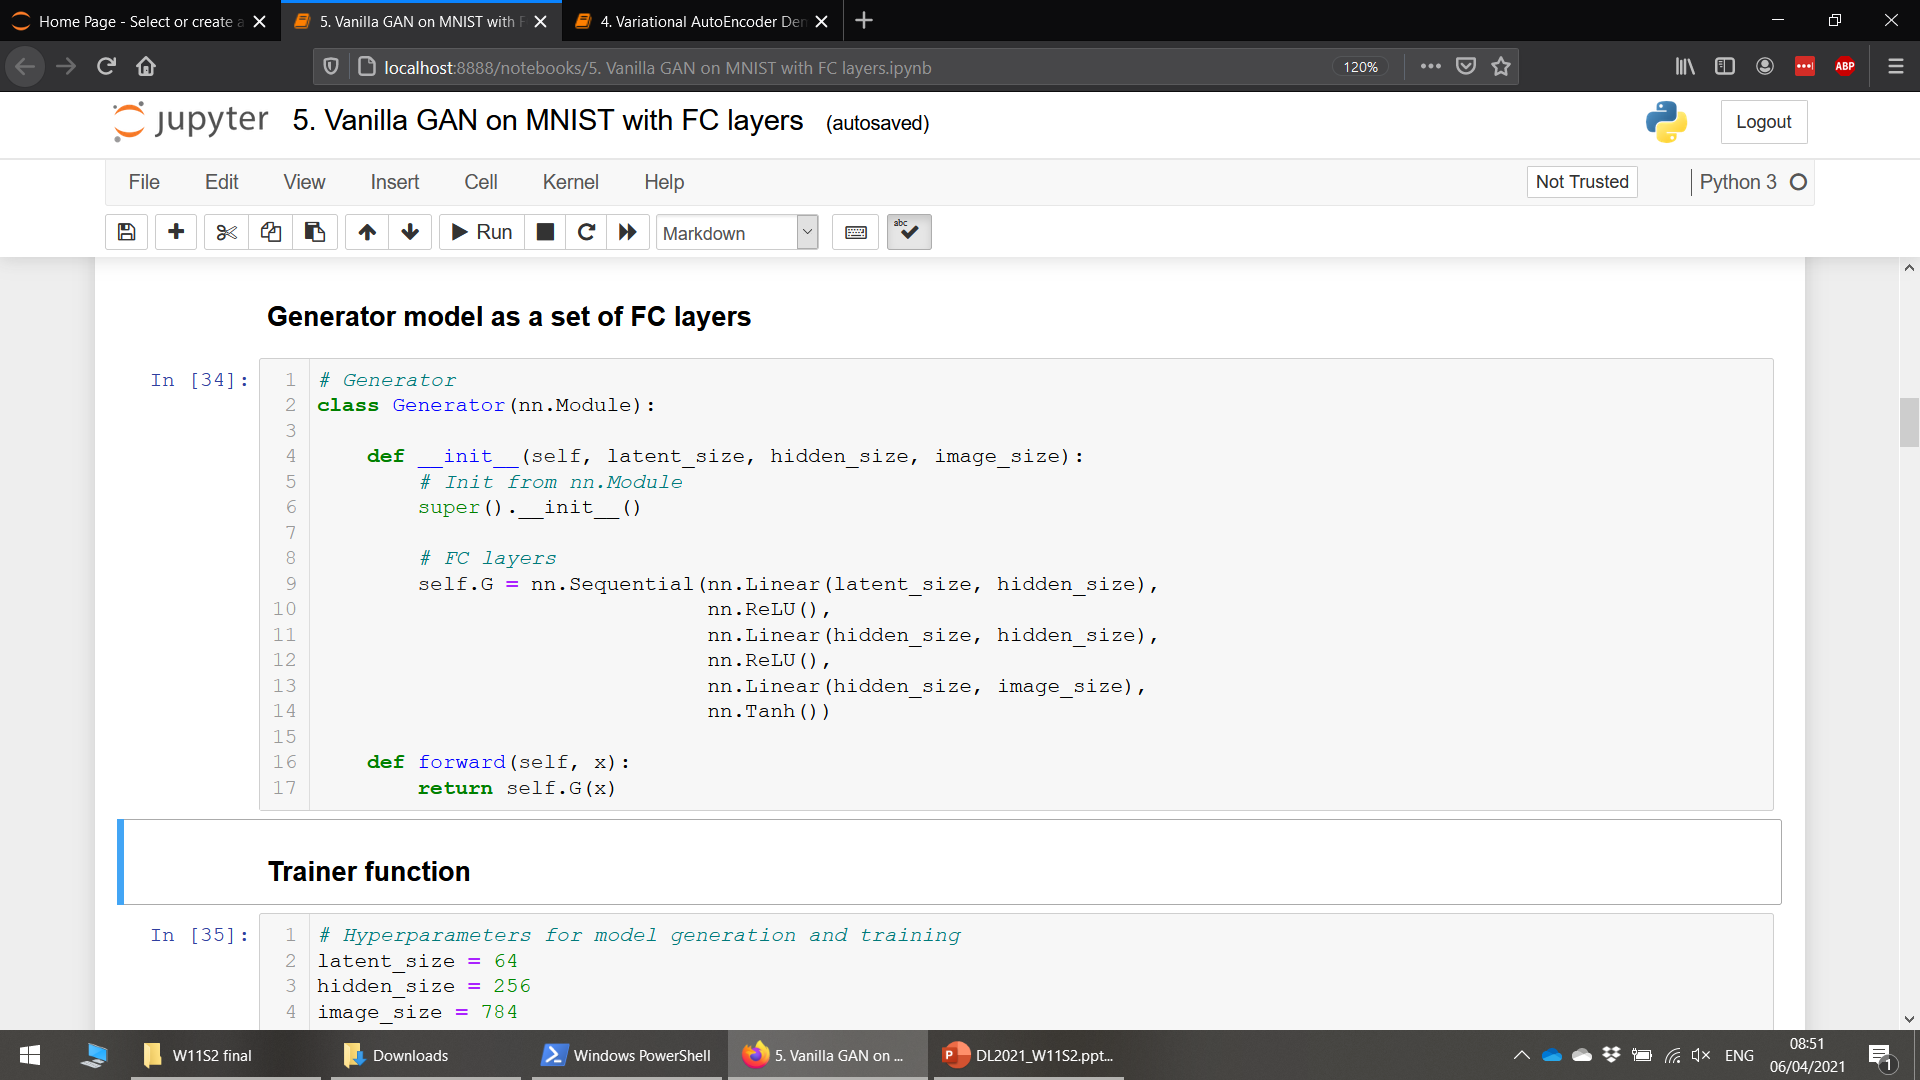 Home Page - Select or create a
5. Vanilla GAN on MNIST with F
4. Variational AutoEncoder Den
localhost:8888/notebooks/5. Vanilla GAN on MNIST with FC layers.ipynb
120%
ABP
jupyter 5. Vanilla GAN on MNIST with FC layers (autosaved)
Logout
File Edit View Insert Cell Kernel Help
Not Trusted
Python 3
Run
Markdown
abc
Generator model as a set of FC layers
In [34]:
1 # Generator
2 class Generator(nn.Module):
3
4     def __init__(self, latent_size, hidden_size, image_size):
5         # Init from nn.Module
6         super().__init__()
7
8         # FC layers
9         self.G = nn.Sequential(nn.Linear(latent_size, hidden_size),
10                                nn.ReLU(),
11                                nn.Linear(hidden_size, hidden_size),
12                                nn.ReLU(),
13                                nn.Linear(hidden_size, image_size),
14                                nn.Tanh())
15
16     def forward(self, x):
17         return self.G(x)
Trainer function
In [35]:
1 # Hyperparameters for model generation and training
2 latent_size = 64
3 hidden_size = 256
4 image_size = 784
W11S2 final
Downloads
Windows PowerShell
5. Vanilla GAN on ...
DL2021_W11S2.ppt...
ENG
08:51
06/04/2021
1